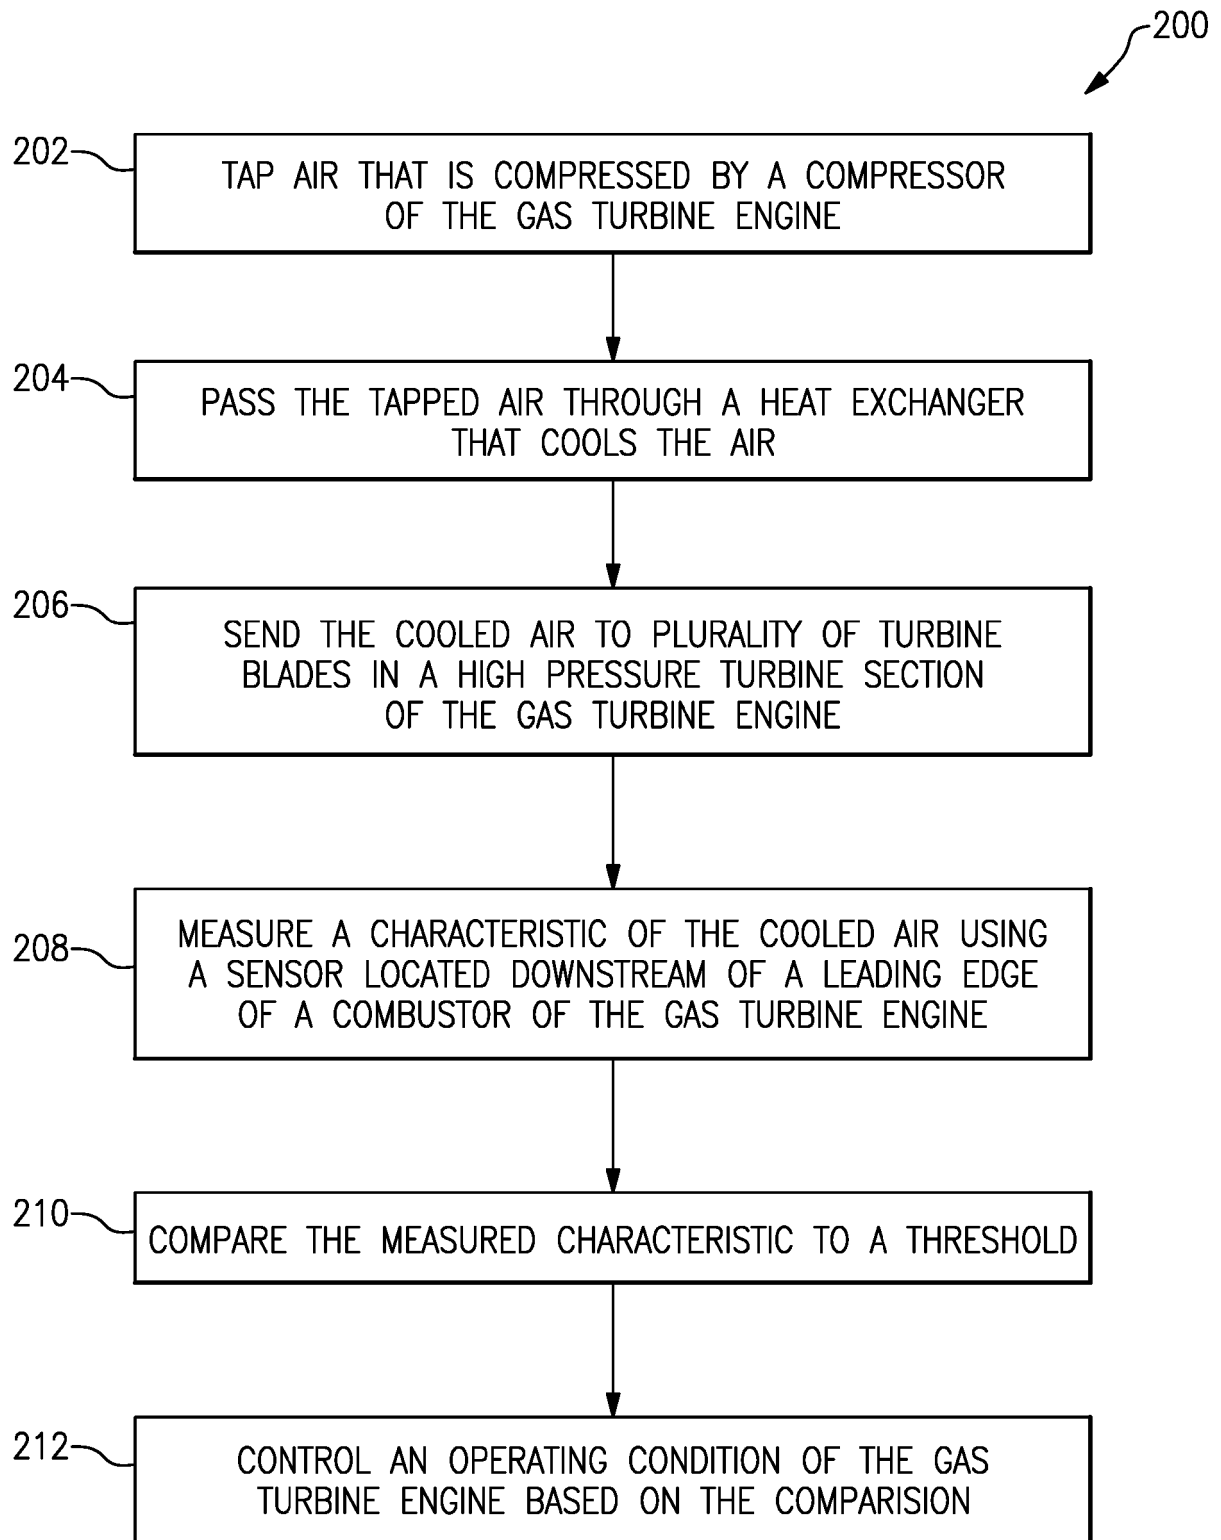 200
202
TAP AIR THAT IS COMPRESSED BY A COMPRESSOR
OF THE GAS TURBINE ENGINE
204
PASS THE TAPPED AIR THROUGH A HEAT EXCHANGER
THAT COOLS THE AIR
206
SEND THE COOLED AIR TO PLURALITY OF TURBINE
BLADES IN A HIGH PRESSURE TURBINE SECTION
OF THE GAS TURBINE ENGINE
208
MEASURE A CHARACTERISTIC OF THE COOLED AIR USING
A SENSOR LOCATED DOWNSTREAM OF A LEADING EDGE
OF A COMBUSTOR OF THE GAS TURBINE ENGINE
210
COMPARE THE MEASURED CHARACTERISTIC TO A THRESHOLD
212
CONTROL AN OPERATING CONDITION OF THE GAS
TURBINE ENGINE BASED ON THE COMPARISION